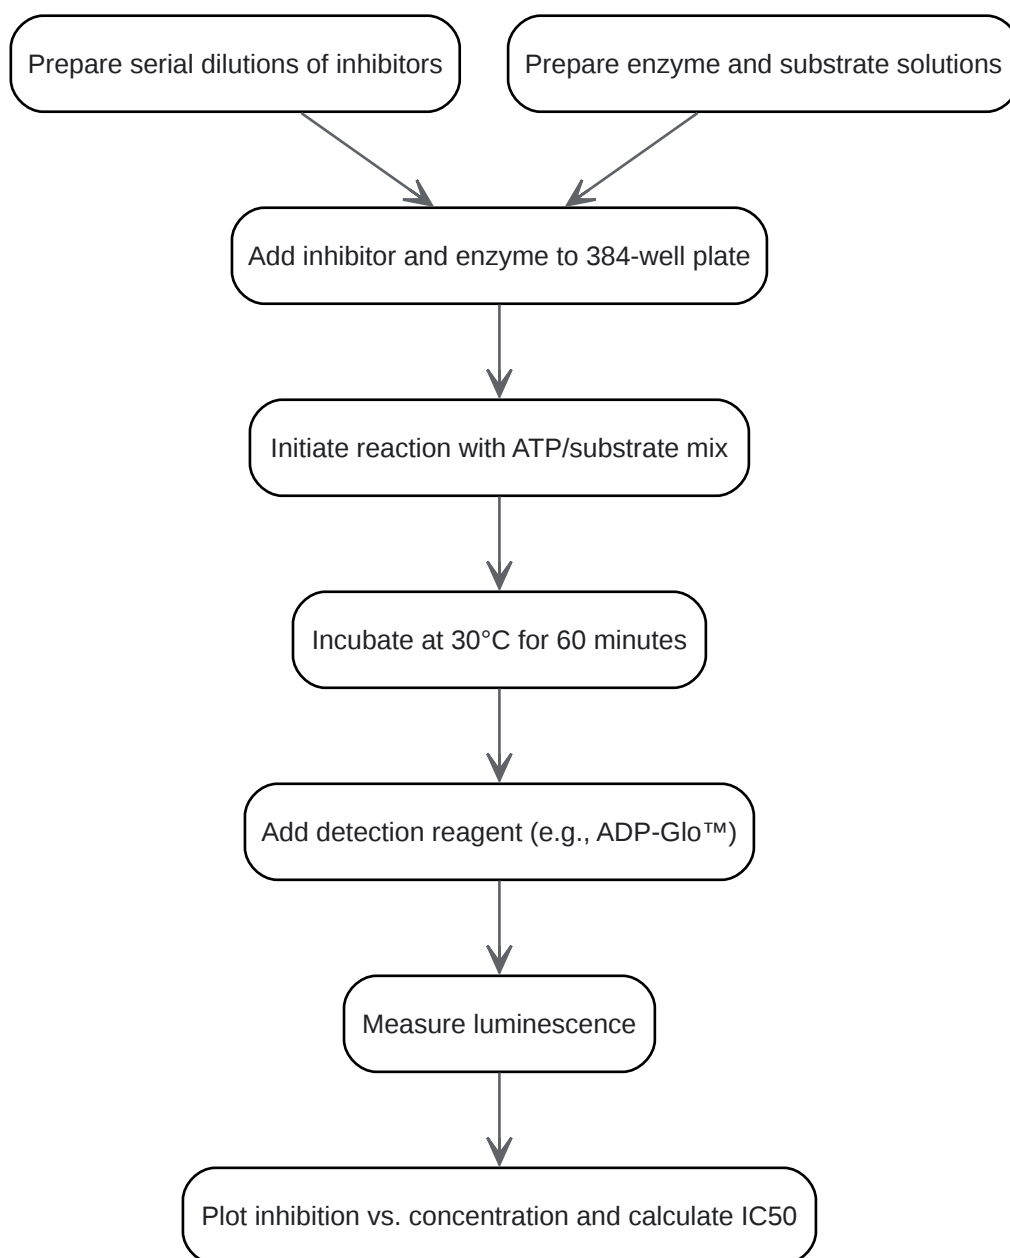 Prepare serial dilutions of inhibitors
Prepare enzyme and substrate solutions
Add inhibitor and enzyme to 384-well plate
Initiate reaction with ATP/substrate mix
Incubate at 30°C for 60 minutes
Add detection reagent (e.g., ADP-Glo™)
Measure luminescence
Plot inhibition vs. concentration and calculate IC50